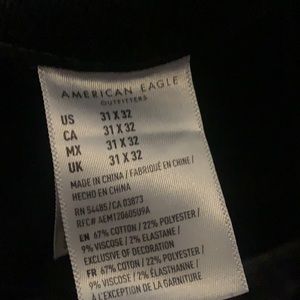 AMERICAN EAGLE
OUTFITTERS
US 31 X 32
CA 31 X 32
MX 31 X 32
UK 31 X 32
MADE IN CHINA / FABRIQUÉ EN CHINE /
HECHO EN CHINA
RN 54485/CA 03873
RFC# AEM120605U9A
EN 67% COTTON / 22% POLYESTER /
9% VISCOSE / 2% ELASTANE /
EXCLUSIVE OF DECORATION
FR 67% COTON / 22% POLYESTER /
9% VISCOSE / 2% ÉLASTHANNE /
À L'EXCEPTION DE LA GARNITURE